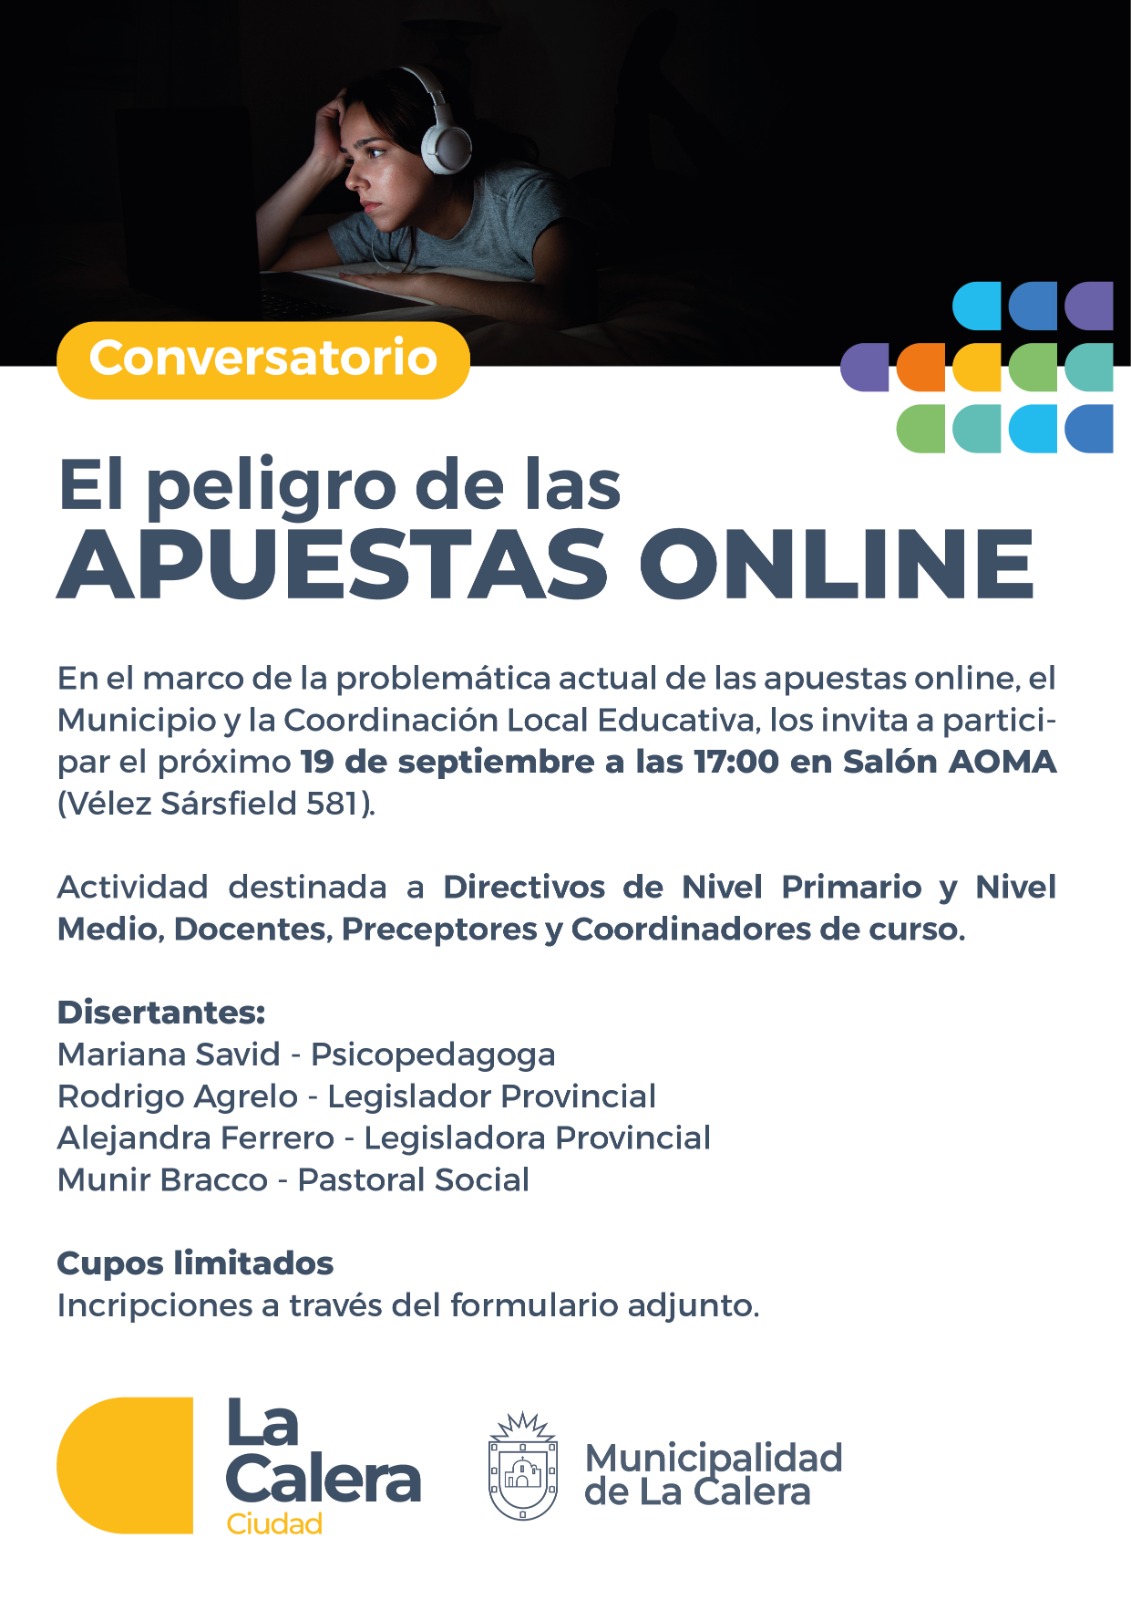 Conversatorio
El peligro de las
APUESTAS ONLINE
En el marco de la problemática actual de las apuestas online, el
Municipio y la Coordinación Local Educativa, los invita a partici-
par el próximo 19 de septiembre a las 17:00 en Salón AOMA
(Vélez Sársfield 581).
Actividad destinada a Directivos de Nivel Primario y Nivel
Medio, Docentes, Preceptores y Coordinadores de curso.
Disertantes:
Mariana Savid - Psicopedagoga
Rodrigo Agrelo - Legislador Provincial
Alejandra Ferrero - Legisladora Provincial
Munir Bracco - Pastoral Social
Cupos limitados
Incripciones a través del formulario adjunto.
La
Calera
Ciudad
Municipalidad
de La Calera